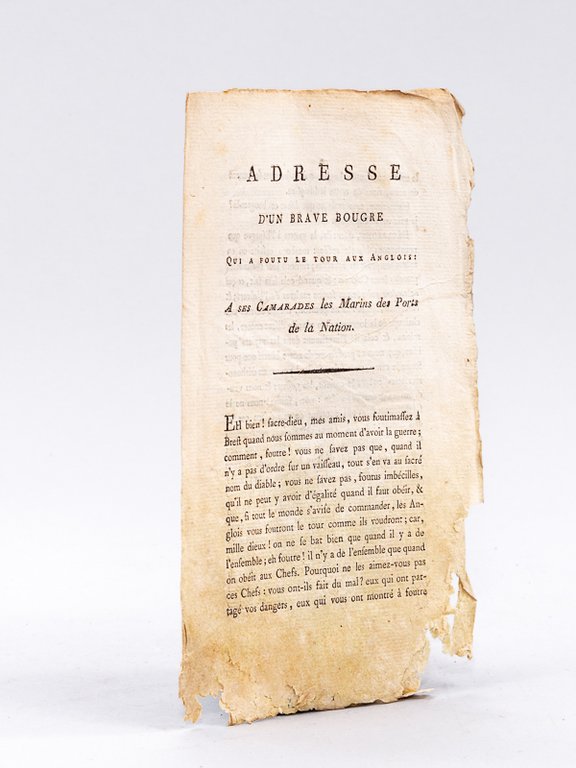 ADRESSE
D'UN BRAVE BOUGRE
QUI A FOUTU LE TOUR AUX ANGLOIS:
A SES CAMARADES les Marins des Ports
de la Nation.
EH bien! sacre-dieu, mes amis, vous foutimassez à
Brest quand nous sommes au moment d'avoir la guerre;
comment, foutre! vous ne savez pas que, quand il
n'y a pas d'ordre sur un vaisseau, tout s'en va au sacré
nom du diable; vous ne savez pas, foutus imbécilles,
qu'il ne peut y avoir d'égalité quand il faut obéir, &
que, si tout le monde s'avise de commander, les An-
glois vous foutront le tour comme ils voudront; car,
mille dieux! on ne se bat bien que quand il y a de
l'ensemble; eh foutre! il n'y a de l'ensemble que quand
on obéit aux Chefs. Pourquoi ne les aimez-vous pas
ces Chefs: vous ont-ils fait du mal? eux qui ont par-
tagé vos dangers, eux qui vous ont montré à foutre